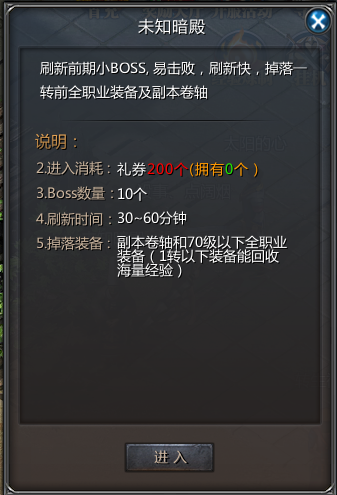 未知暗殿
刷新前期小BOSS, 易击败，刷新快，掉落一
转前全职业装备及副本卷轴
说明：
2.进入消耗：礼券200个(拥有0个 )
3.Boss数量：10个
4.刷新时间：30~60分钟
5.掉落装备：副本卷轴和70级以下全职业
装备（1转以下装备能回收
海量经验）
进 入